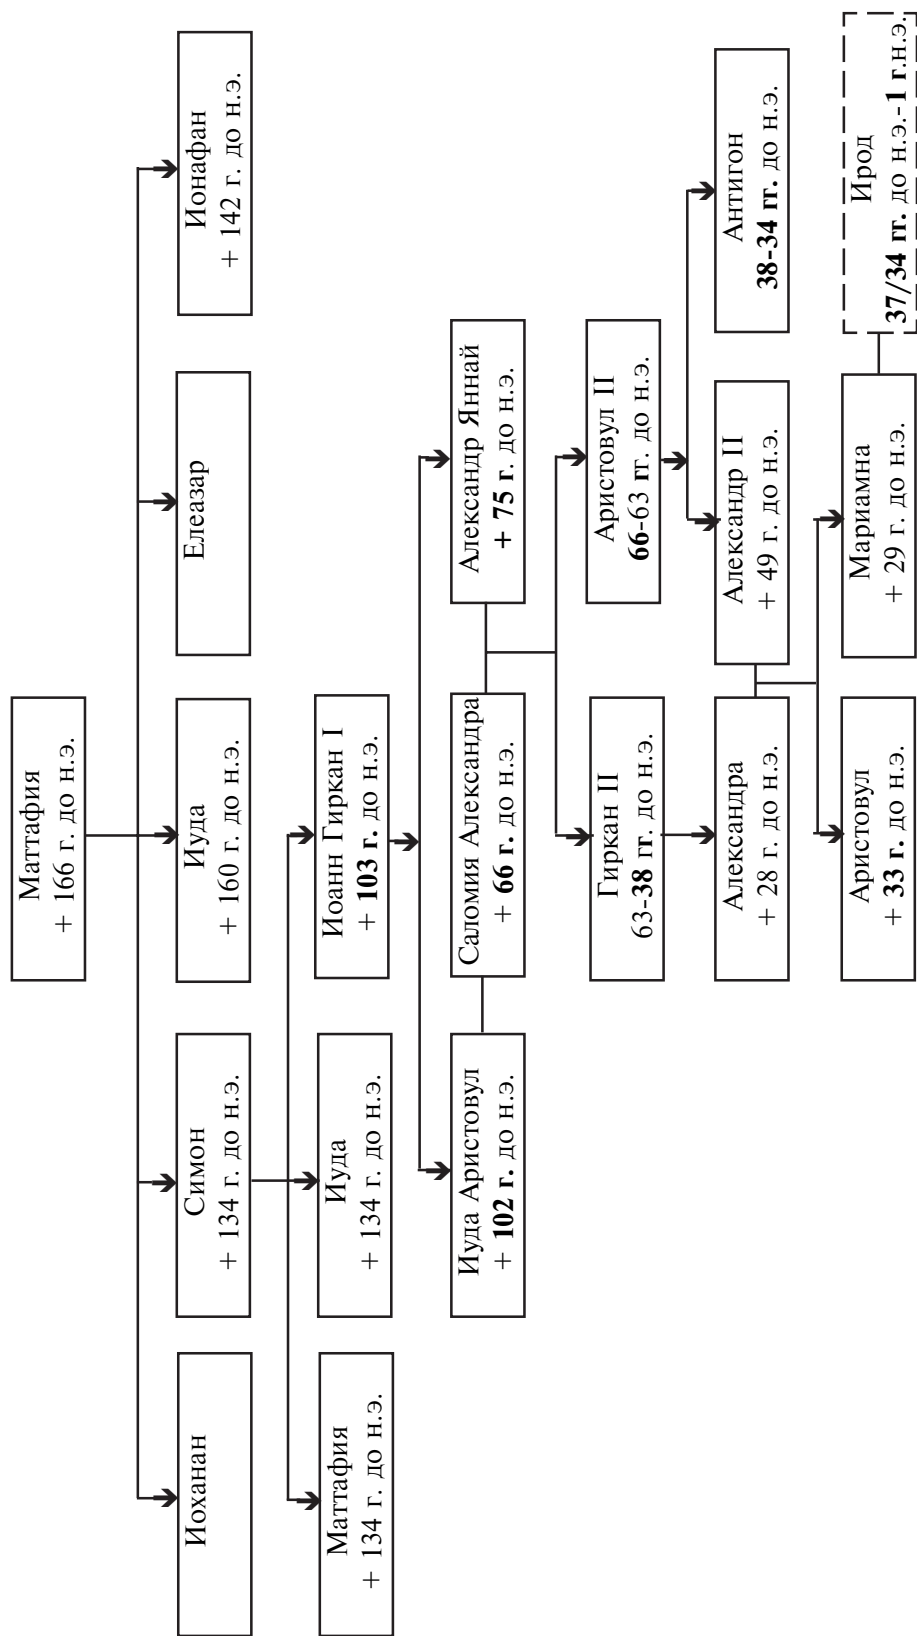 Маттафия
+ 166 г. до н.э.
Иоханан
Симон
+ 134 г. до н.э.
Иуда
+ 160 г. до н.э.
Елеазар
Ионафан
+ 142 г. до н.э.
Маттафия
+ 134 г. до н.э.
Иуда
+ 134 г. до н.э.
Иоанн Гиркан I
+ 103 г. до н.э.
Иуда Аристовул
+ 102 г. до н.э.
Саломия Александра
+ 66 г. до н.э.
Александр Яннай
+ 75 г. до н.э.
Гиркан II
63-38 гг. до н.э.
Аристовул II
66-63 гг. до н.э.
Александра
+ 28 г. до н.э.
Александр II
+ 49 г. до н.э.
Антигон
38-34 гг. до н.э.
Аристовул
+ 33 г. до н.э.
Мариамна
+ 29 г. до н.э.
Ирод
37/34 гг. до н.э.-1 г.н.э.